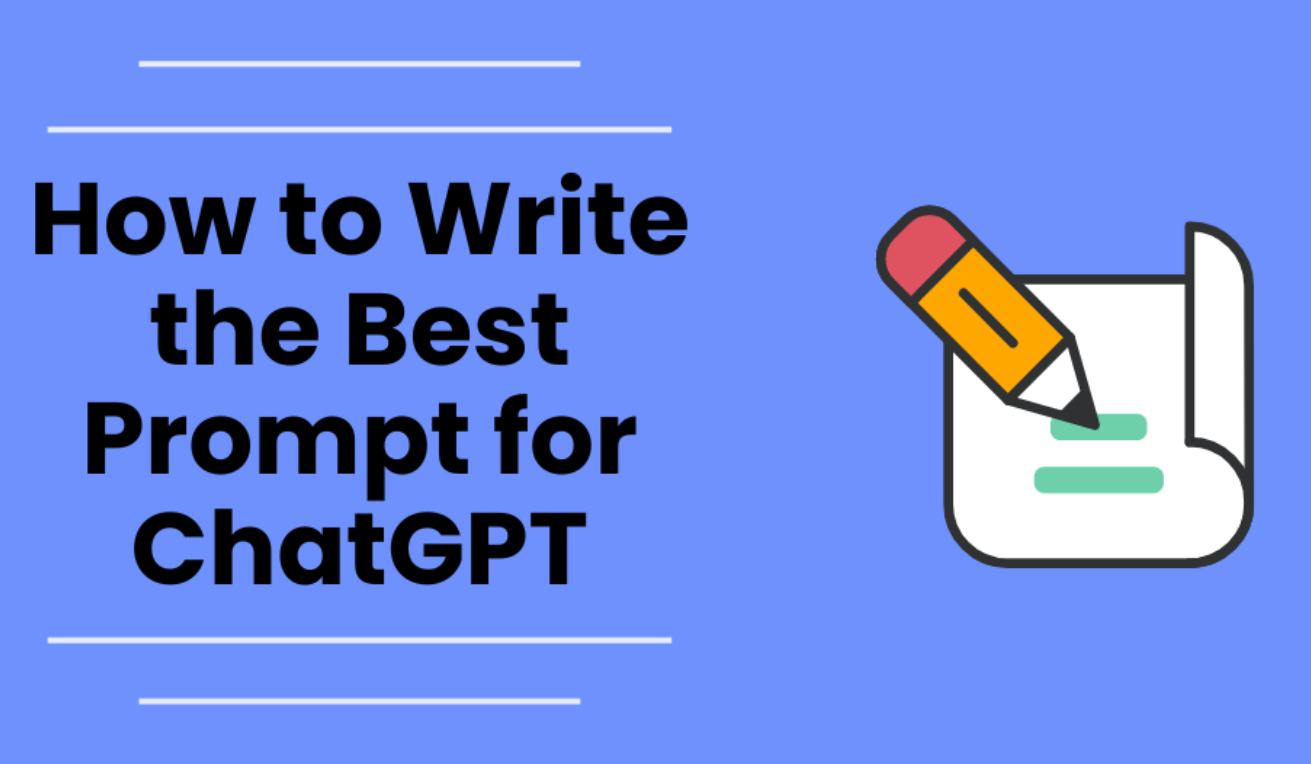 How to Write
the Best
Prompt for
ChatGPT